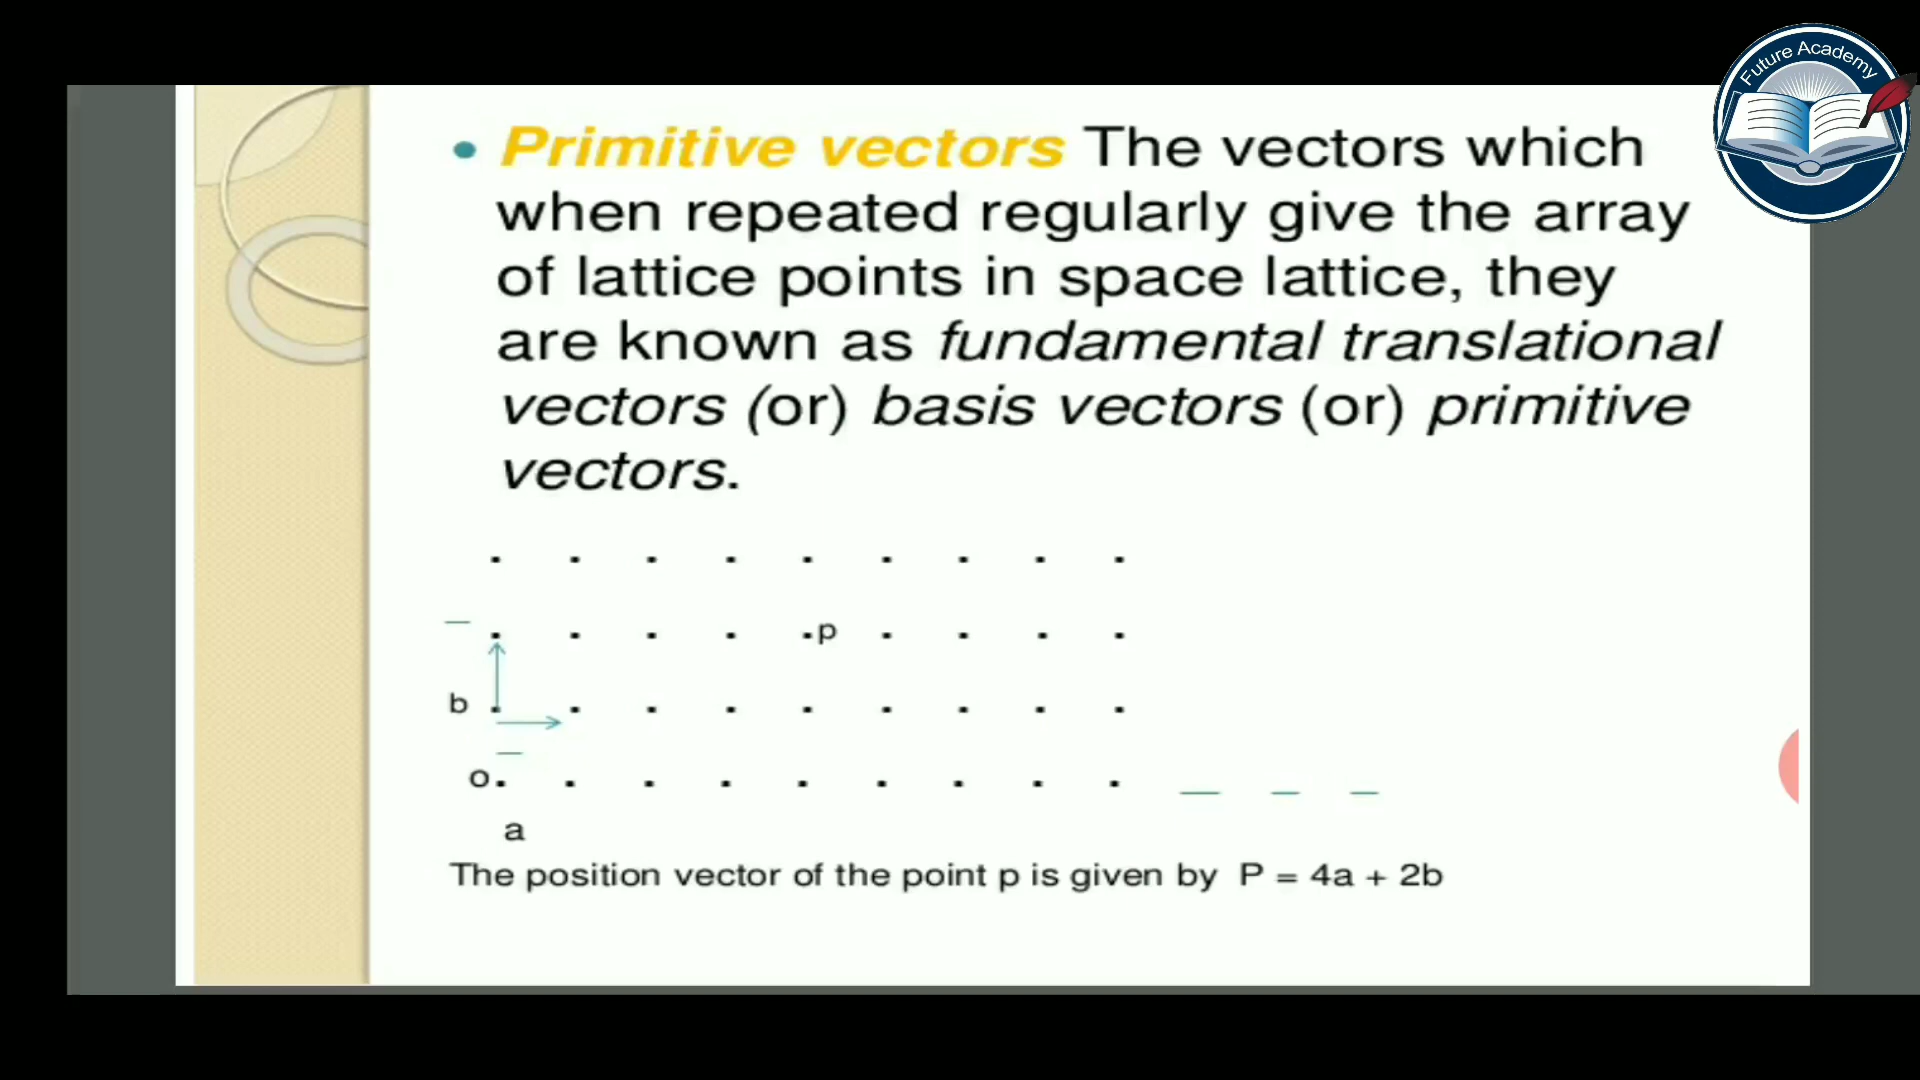 Future Academy
• Primitive vectors The vectors which
when repeated regularly give the array
of lattice points in space lattice, they
are known as fundamental translational
vectors (or) basis vectors (or) primitive
vectors.
p
b
o
a
The position vector of the point p is given by P = 4a + 2b